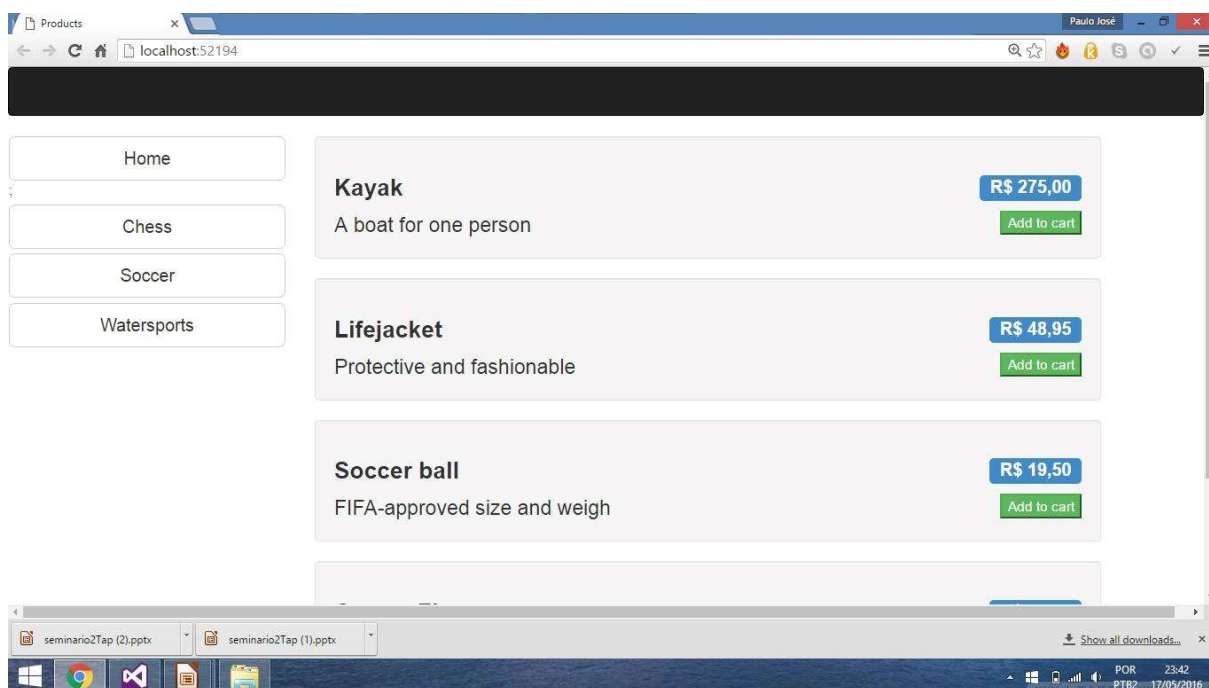 Products
Paulo José
localhost:52194
Home
;
Chess
Soccer
Watersports
Kayak
R$ 275,00
A boat for one person
Add to cart
Lifejacket
R$ 48,95
Protective and fashionable
Add to cart
Soccer ball
R$ 19,50
FIFA-approved size and weigh
Add to cart
seminario2Tap (2).pptx
seminario2Tap (1).pptx
Show all downloads...
POR
23:42
PTB2
17/05/2016